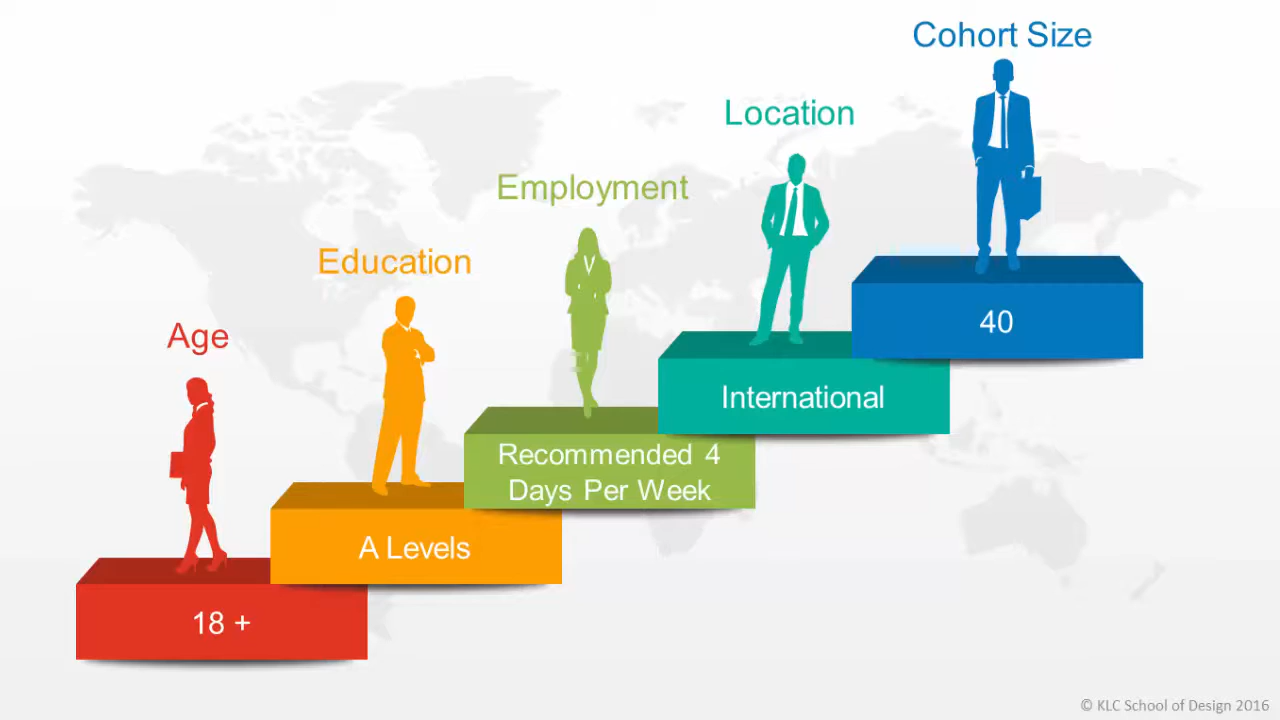 Cohort Size
Location
Employment
Education
Age
40
International
Recommended 4
Days Per Week
A Levels
18 +
© KLC School of Design 2016